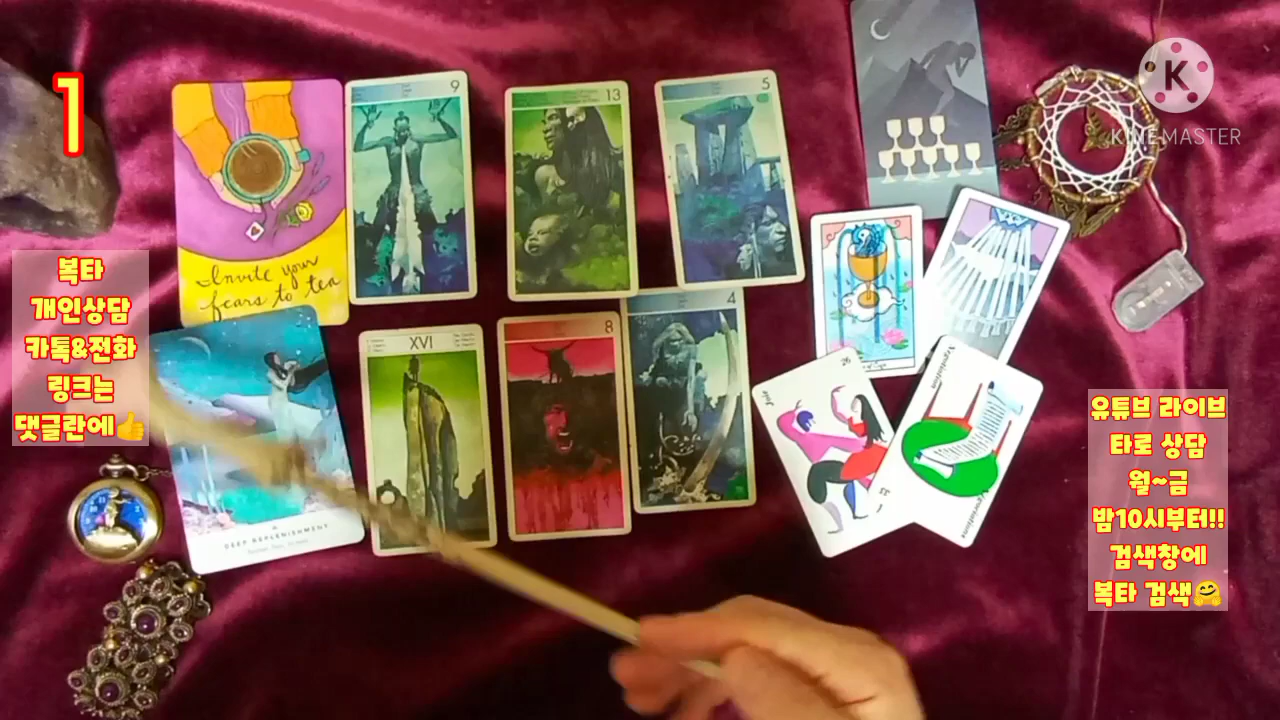 1
복타
개인상담
카톡&전화
링크는
댓글란에👍
Invite your
fears to tea
9
13
5
K
KINEMASTER
XVI
8
4
DEEP REPLENISHMENT
26
Negotiation
유튜브 라이브
타로 상담
월~금
밤10시부터!!
검색창에
복타 검색🤗